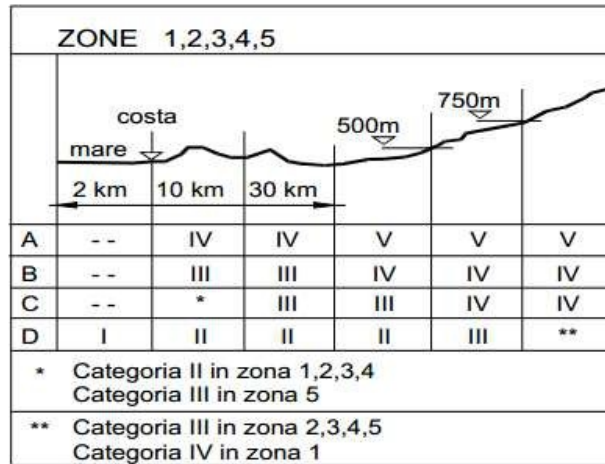 ZONE 1,2,3,4,5
750m
costa
500m
mare
2 km 10 km 30 km
A -- IV IV V V V
B -- III III IV IV IV
C -- * III III IV IV
D I II II II III **
* Categoria II in zona 1,2,3,4
Categoria III in zona 5
** Categoria III in zona 2,3,4,5
Categoria IV in zona 1